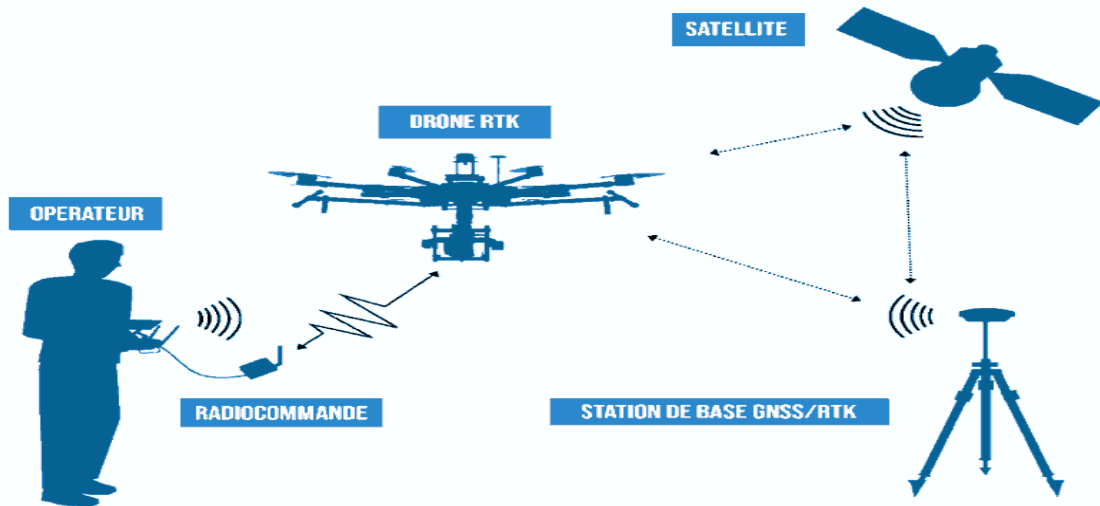 SATELLITE
DRONE RTK
OPERATEUR
RADIOCOMMANDE
STATION DE BASE GNSS/RTK